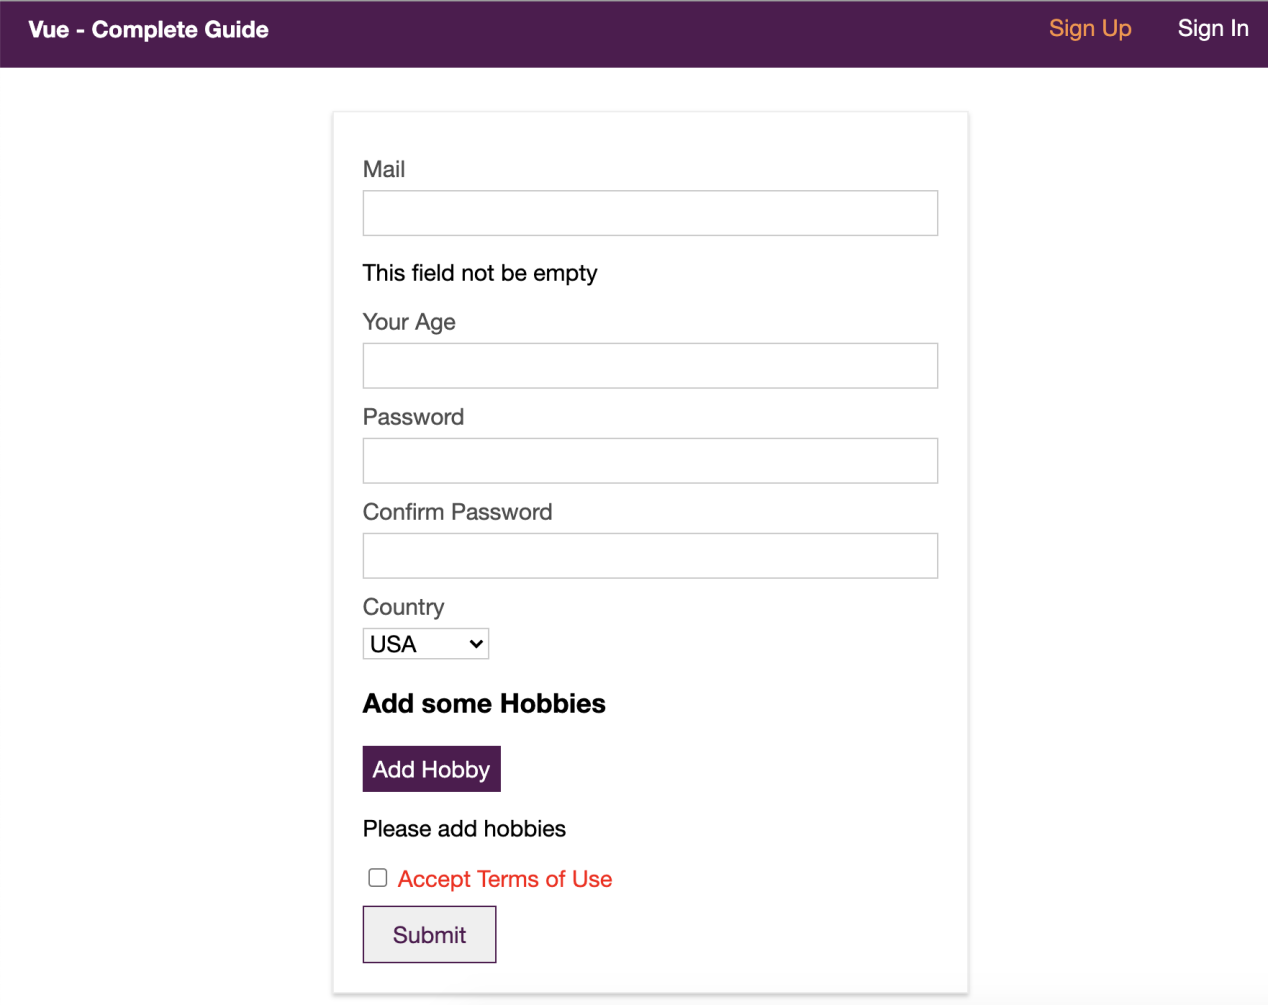 Vue - Complete Guide
Sign Up
Sign In
Mail
This field not be empty
Your Age
Password
Confirm Password
Country
USA
Add some Hobbies
Add Hobby
Please add hobbies
Accept Terms of Use
Submit